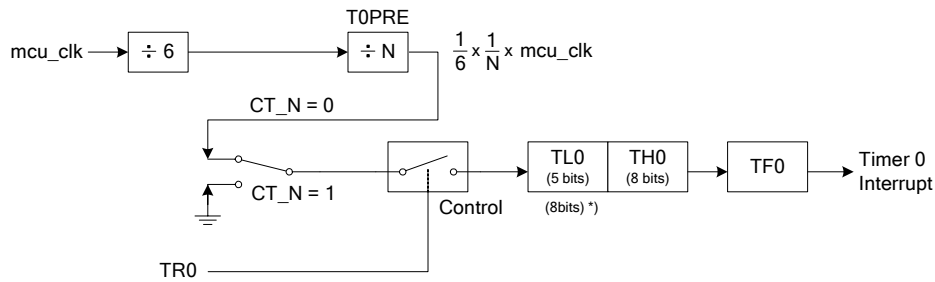 T0PRE
mcu_clk
÷ 6
÷ N
1/6 x 1/N x mcu_clk
CT_N = 0
CT_N = 1
Control
TL0
(5 bits)
(8bits) *)
TH0
(8 bits)
TF0
Timer 0
Interrupt
TR0